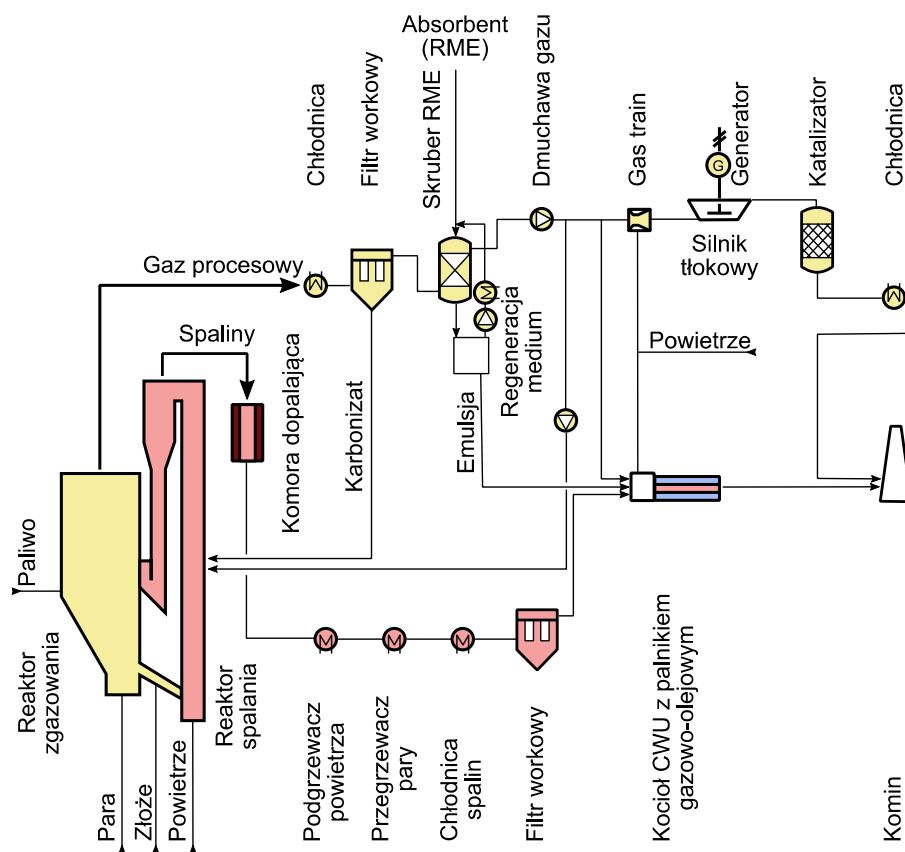 Absorbent
(RME)
Chłodnica
Filtr workowy
Skruber RME
Dmuchawa gazu
Gas train
Generator
Katalizator
Chłodnica
G
Silnik
tłokowy
Gaz procesowy
Spaliny
Komora dopalająca
Karbonizat
Emulsja
Regeneracja
medium
Powietrze
Paliwo
Reaktor
zgazowania
Reaktor
spalania
Podgrzewacz
powietrza
Przegrzewacz
pary
Chłodnica
spalin
Filtr workowy
Kocioł CWU z palnikiem
gazowo-olejowym
Komin
Para
Złoże
Powietrze